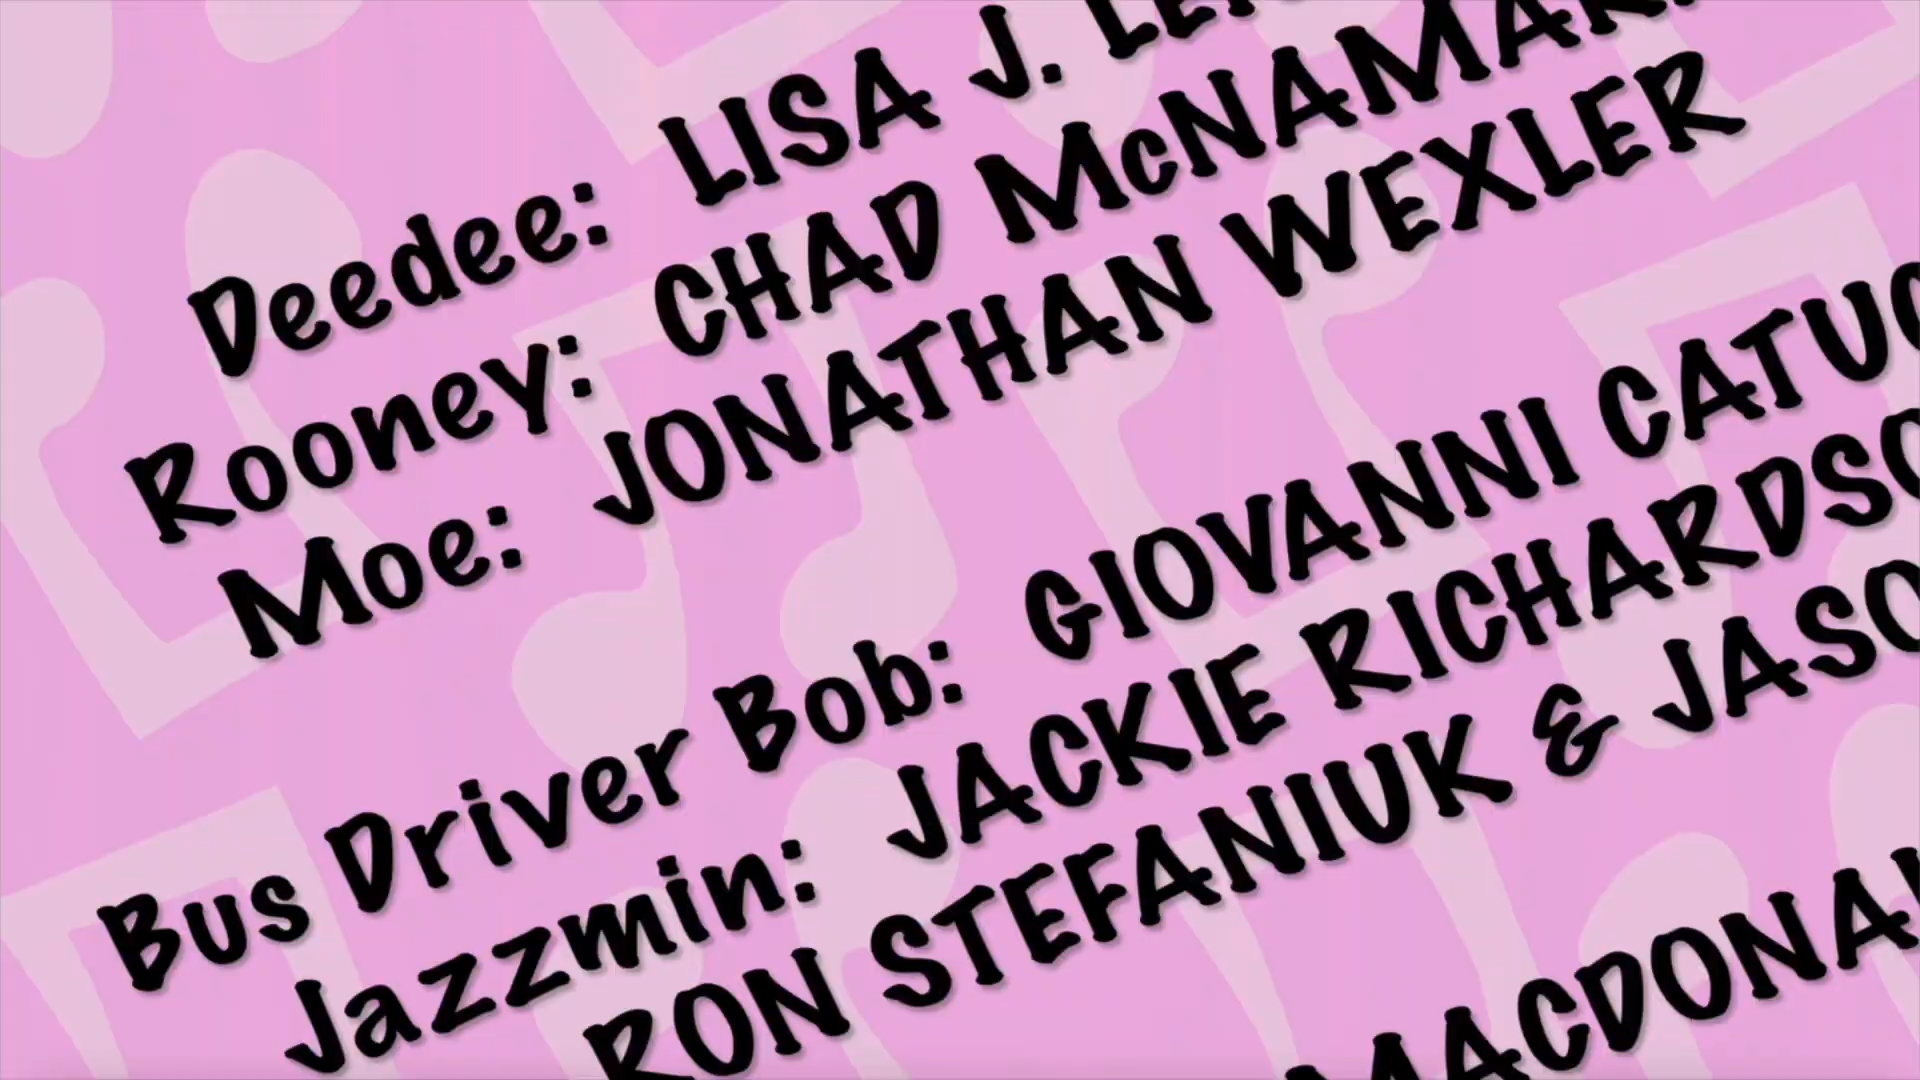 Deedee: LISA J.
Rooney: CHAD
Moe: JONATHAN WEXLER
Bus Driver Bob: GIOVANNI
Jazzmin: JACKIE
RON STEFANIUK &